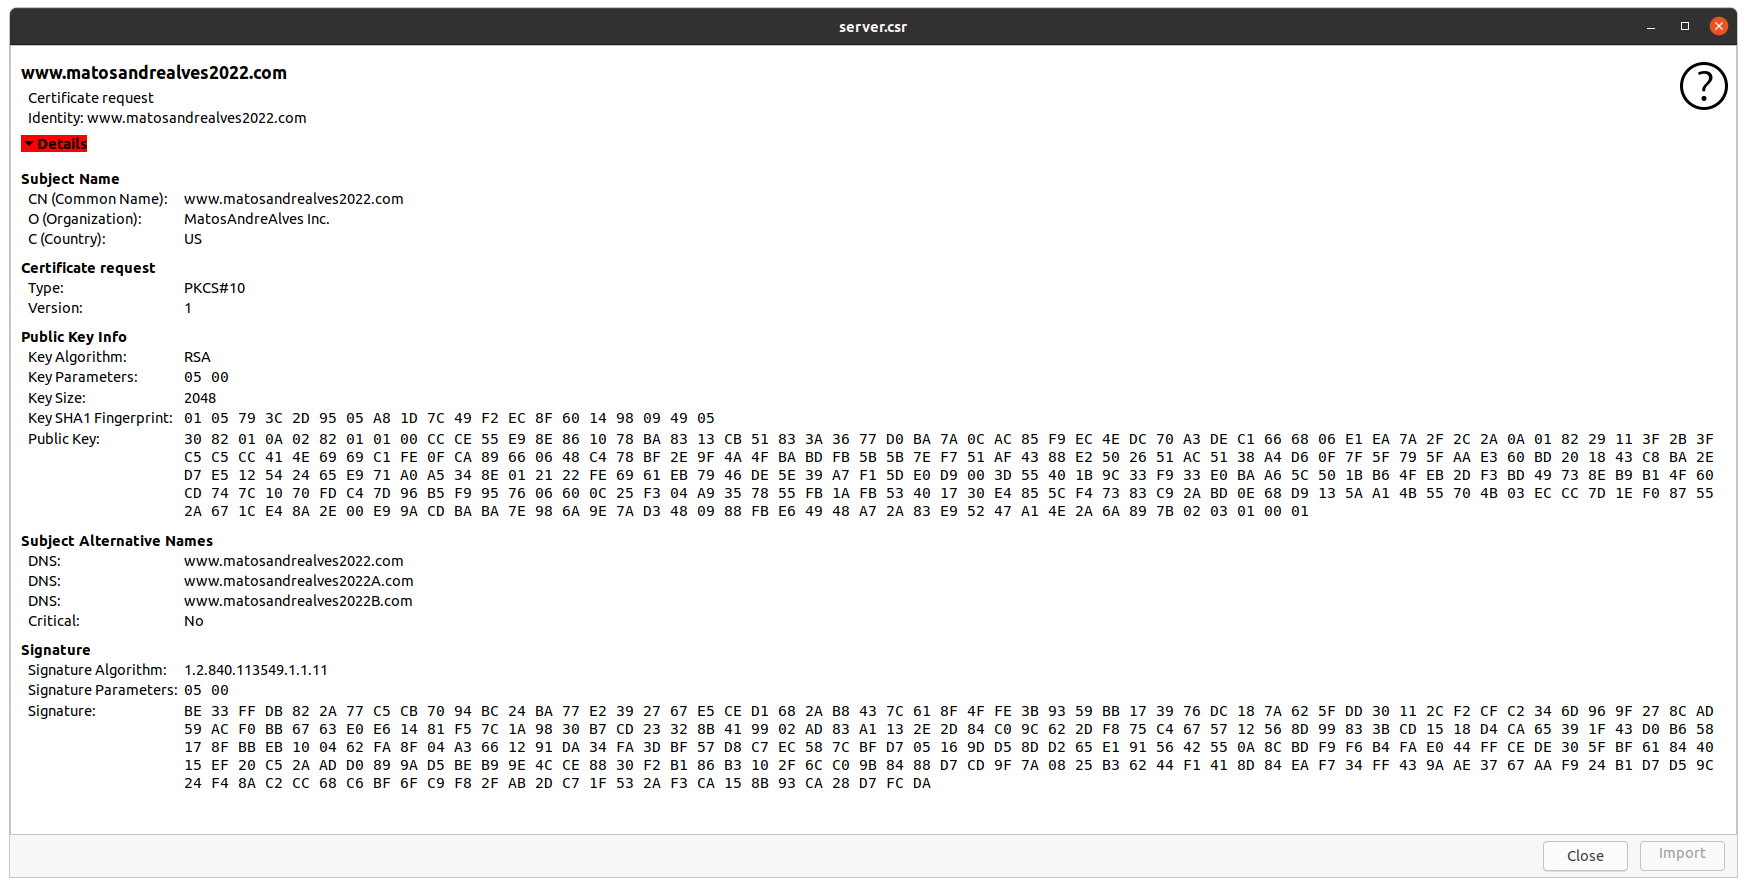 server.csr
www.matosandrealves2022.com
Certificate request
Identity: www.matosandrealves2022.com
Details
Subject Name
CN (Common Name): www.matosandrealves2022.com
O (Organization): MatosAndreAlves Inc.
C (Country): US
Certificate request
Type: PKCS#10
Version: 1
Public Key Info
Key Algorithm: RSA
Key Parameters: 05 00
Key Size: 2048
Key SHA1 Fingerprint: 01 05 79 3C 2D 95 05 A8 1D 7C 49 F2 EC 8F 60 14 98 09 49 05
Public Key: 30 82 01 0A 02 82 01 01 00 CC CE 55 E9 8E 86 10 78 BA 83 13 CB 51 83 3A 36 77 D0 BA 7A 0C AC 85 F9 EC 4E DC 70 A3 DE C1 66 68 06 E1 EA 7A 2F 2C 2A 0A 01 82 29 11 3F 2B 3F
C5 C5 CC 41 4E 69 69 C1 FE 0F CA 89 66 06 48 C4 78 BF 2E 9F 4A 4F BA BD FB 5B 5B 7E F7 51 AF 43 88 E2 50 26 51 AC 51 38 A4 D6 0F 7F 5F 79 5F AA E3 60 BD 20 18 43 C8 BA 2E
D7 E5 12 54 24 65 E9 71 A0 A5 34 8E 01 21 22 FE 69 61 EB 79 46 DE 5E 39 A7 F1 5D E0 D9 00 3D 55 40 1B 9C 33 F9 33 E0 BA A6 5C 50 1B B6 4F EB 2D F3 BD 49 73 8E B9 B1 4F 60
CD 74 7C 10 70 FD C4 7D 96 B5 F9 95 76 06 60 0C 25 F3 04 A9 35 78 55 FB 1A FB 53 40 17 30 E4 85 5C F4 73 83 C9 2A BD 0E 68 D9 13 5A A1 4B 55 70 4B 03 EC CC 7D 1E F0 87 55
2A 67 1C E4 8A 2E 00 E9 9A CD BA BA 7E 98 6A 9E 7A D3 48 09 88 FB E6 49 48 A7 2A 83 E9 52 47 A1 4E 2A 6A 89 7B 02 03 01 00 01
Subject Alternative Names
DNS: www.matosandrealves2022.com
DNS: www.matosandrealves2022A.com
DNS: www.matosandrealves2022B.com
Critical: No
Signature
Signature Algorithm: 1.2.840.113549.1.1.11
Signature Parameters: 05 00
Signature: BE 33 FF DB 82 2A 77 C5 CB 70 94 BC 24 BA 77 E2 39 27 67 E5 CE D1 68 2A B8 43 7C 61 8F 4F FE 3B 93 59 BB 17 39 76 DC 18 7A 62 5F DD 30 11 2C F2 CF C2 34 6D 96 9F 27 8C AD
59 AC F0 BB 67 63 E0 E6 14 81 F5 7C 1A 98 30 B7 CD 23 32 8B 41 99 02 AD 83 A1 13 2E 2D 84 C0 9C 62 2D F8 75 C4 67 57 12 56 8D 99 83 3B CD 15 18 D4 CA 65 39 1F 43 D0 B6 58
17 8F BB EB 10 04 62 FA 8F 04 A3 66 12 91 DA 34 FA 3D BF 57 D8 C7 EC 58 7C BF D7 05 16 9D D5 8D D2 65 E1 91 56 42 55 0A 8C BD F9 F6 B4 FA E0 44 FF CE DE 30 5F BF 61 84 40
15 EF 20 C5 2A AD D0 89 9A D5 BE B9 9E 4C CE 88 30 F2 B1 86 B3 10 2F 6C C0 9B 84 88 D7 CD 9F 7A 08 25 B3 62 44 F1 41 8D 84 EA F7 34 FF 43 9A AE 37 67 AA F9 24 B1 D7 D5 9C
24 F4 8A C2 CC 68 C6 BF 6F C9 F8 2F AB 2D C7 1F 53 2A F3 CA 15 8B 93 CA 28 D7 FC DA
Close Import